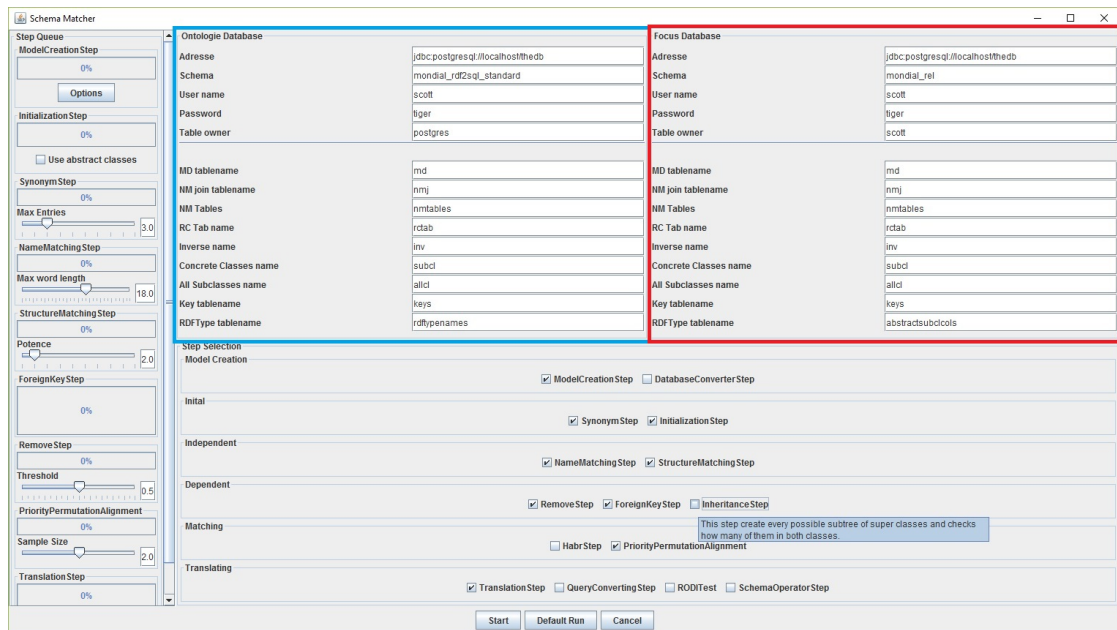 Schema Matcher
Step Queue
ModelCreationStep
0%
Options
InitializationStep
0%
Use abstract classes
SynonymStep
0%
Max Entries
3.0
NameMatchingStep
0%
Max word length
18.0
StructureMatchingStep
0%
Potence
2.0
ForeignKeyStep
0%
RemoveStep
0%
Threshold
0.5
PriorityPermutationAlignment
0%
Sample Size
2.0
TranslationStep
0%
Ontologie Database
Adresse jdbc:postgresql://localhost/thedb
Schema mondial_rdf2sql_standard
User name scott
Password tiger
Table owner postgres
MD tablename md
NM join tablename nmj
NM Tables nmtables
RC Tab name rctab
Inverse name inv
Concrete Classes name subcl
All Subclasses name allcl
Key tablename keys
RDFType tablename rdftypenames
Focus Database
Adresse jdbc:postgresql://localhost/thedb
Schema mondial_rel
User name scott
Password tiger
Table owner scott
MD tablename md
NM join tablename nmj
NM Tables nmtables
RC Tab name rctab
Inverse name inv
Concrete Classes name subcl
All Subclasses name allcl
Key tablename keys
RDFType tablename abstractsubclcols
Step Selection
Model Creation
ModelCreationStep DatabaseConverterStep
Inital
SynonymStep InitializationStep
Independent
NameMatchingStep StructureMatchingStep
Dependent
RemoveStep ForeignKeyStep InheritanceStep
This step create every possible subtree of super classes and checks
how many of them in both classes.
Matching
HabrStep PriorityPermutationAlignment
Translating
TranslationStep QueryConvertingStep RODITest SchemaOperatorStep
Start Default Run Cancel